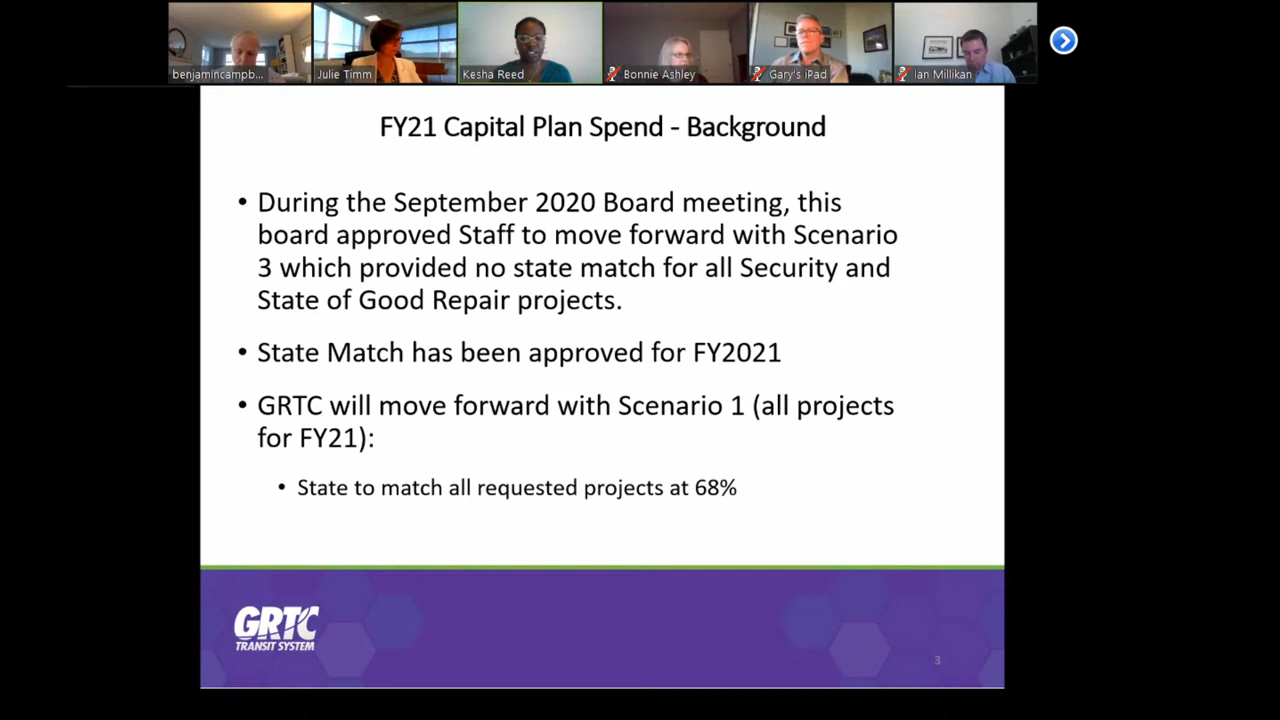 benjamincampb...
Julie Timm
Kesha Reed
Bonnie Ashley
Gary's iPad
Ian Millikan
FY21 Capital Plan Spend - Background
• During the September 2020 Board meeting, this
board approved Staff to move forward with Scenario
3 which provided no state match for all Security and
State of Good Repair projects.
• State Match has been approved for FY2021
• GRTC will move forward with Scenario 1 (all projects
for FY21):
• State to match all requested projects at 68%
GRTC
TRANSIT SYSTEM
3